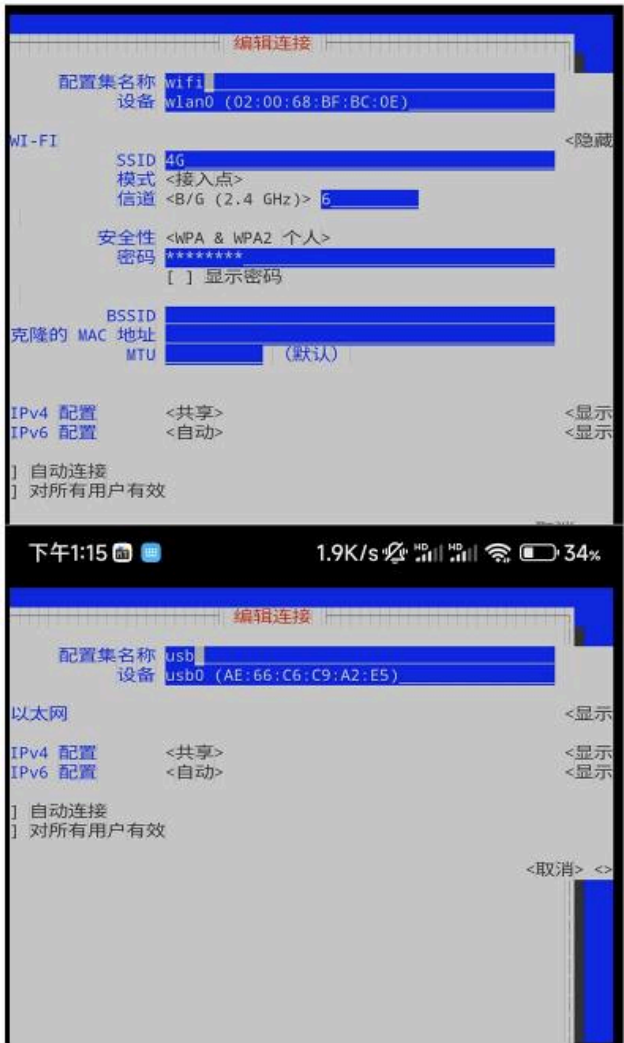 编辑连接
配置集名称 wifi
设备 wlan0 (02:00:68:BF:BC:0E)
WI-FI <隐藏
SSID 4G
模式 <接入点>
信道 <B/G (2.4 GHz)> 6
安全性 <WPA & WPA2 个人>
密码 ********
[ ] 显示密码
BSSID
克隆的 MAC 地址
MTU (默认)
IPv4 配置 <共享> <显示
IPv6 配置 <自动> <显示
] 自动连接
] 对所有用户有效
下午1:15 1.9K/s HD HD 34%
编辑连接
配置集名称 usb
设备 usb0 (AE:66:C6:C9:A2:E5)
以太网 <显示
IPv4 配置 <共享> <显示
IPv6 配置 <自动> <显示
] 自动连接
] 对所有用户有效
<取消> <>